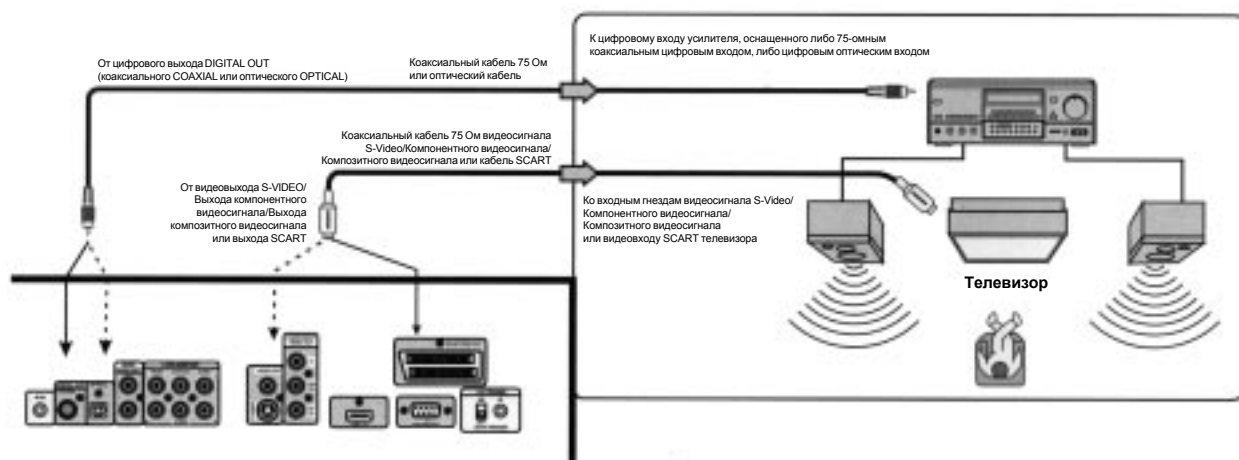 К цифровому входу усилителя, оснащенного либо 75-омным
коаксиальным цифровым входом, либо цифровым оптическим входом
От цифрового выхода DIGITAL OUT
(коаксиального COAXIAL или оптического OPTICAL)
Коаксиальный кабель 75 Ом
или оптический кабель
Коаксиальный кабель 75 Ом видеосигнала
S-Video/Компонентного видеосигнала/
Композитного видеосигнала или кабель SCART
От видеовыхода S-VIDEO/
Выхода компонентного
видеосигнала/Выхода
композитного видеосигнала
или выхода SCART
Ко входным гнездам видеосигнала S-Video/
Компонентного видеосигнала/
Композитного видеосигнала
или видеовходу SCART телевизора
Телевизор